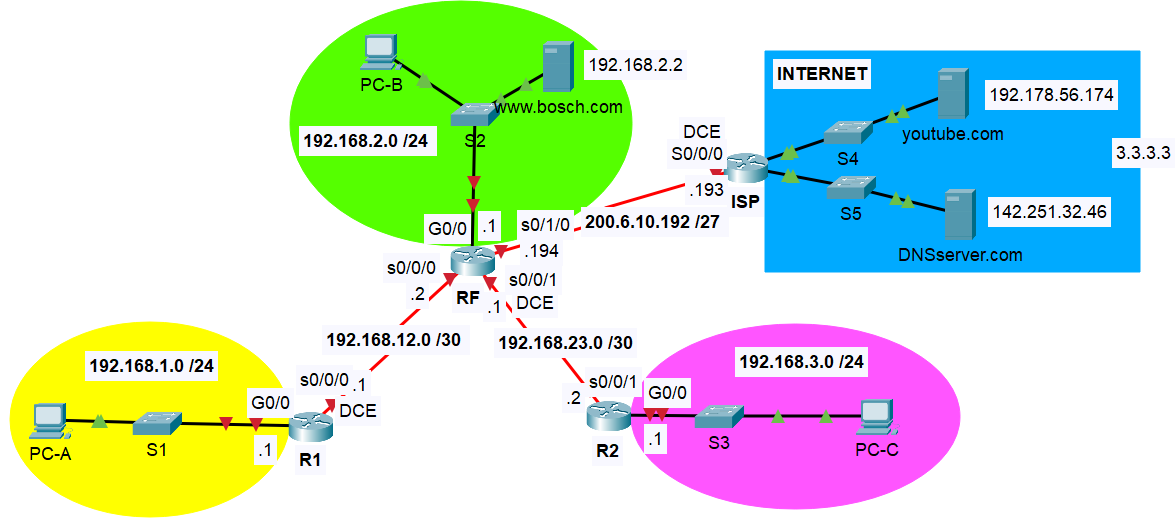 192.168.2.2
PC-B
www.bosch.com
192.168.2.0 /24
S2
G0/0
.1
INTERNET
192.178.56.174
youtube.com
S4
3.3.3.3
DCE
S0/0/0
.193
ISP
S5
142.251.32.46
DNSserver.com
s0/1/0
200.6.10.192 /27
.194
s0/0/0
.2
RF
s0/0/1
DCE
.1
192.168.12.0 /30
192.168.23.0 /30
192.168.1.0 /24
s0/0/0
.1
DCE
G0/0
PC-A
S1
.1
R1
192.168.3.0 /24
s0/0/1
.2
G0/0
R2
.1
S3
PC-C